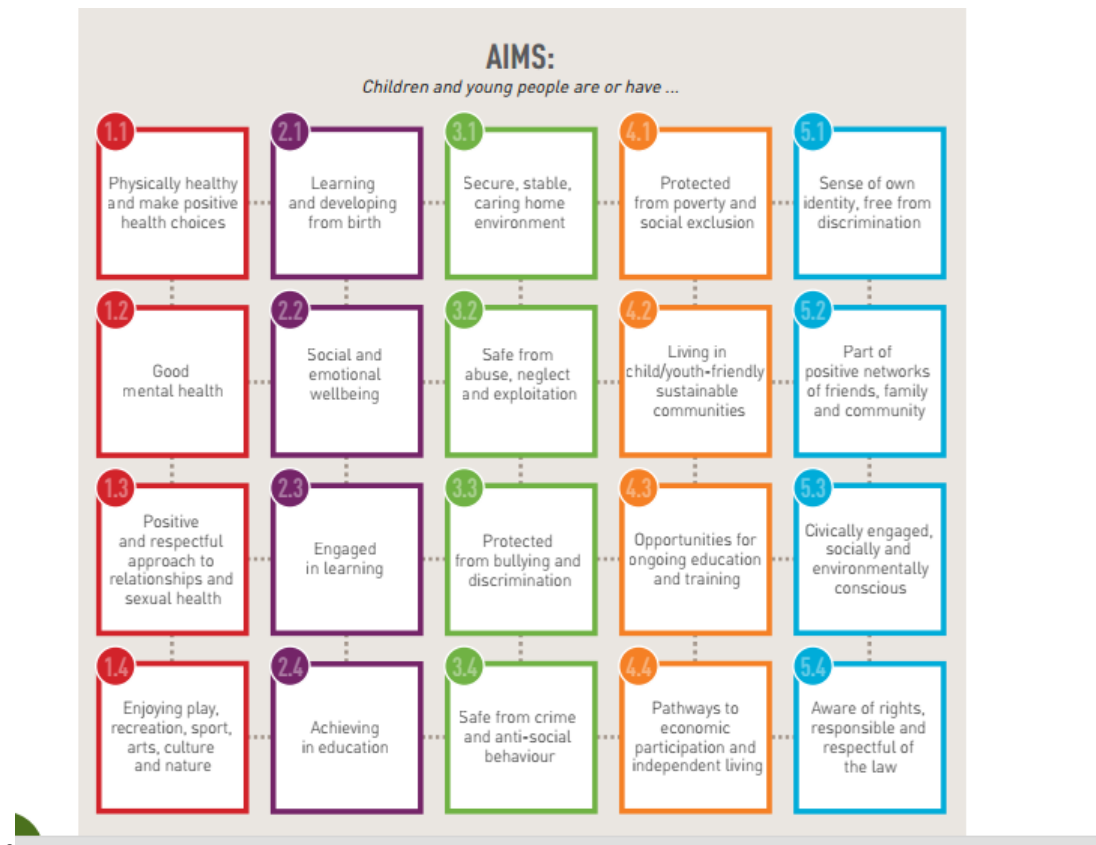 AIMS:
Children and young people are or have ...
1.1
Physically healthy
and make positive
health choices
2.1
Learning
and developing
from birth
3.1
Secure, stable,
caring home
environment
4.1
Protected
from poverty and
social exclusion
5.1
Sense of own
identity, free from
discrimination
1.2
Good
mental health
2.2
Social and
emotional
wellbeing
3.2
Safe from
abuse, neglect
and exploitation
4.2
Living in
child/youth-friendly
sustainable
communities
5.2
Part of
positive networks
of friends, family
and community
1.3
Positive
and respectful
approach to
relationships and
sexual health
2.3
Engaged
in learning
3.3
Protected
from bullying and
discrimination
4.3
Opportunities for
ongoing education
and training
5.3
Civically engaged,
socially and
environmentally
conscious
1.4
Enjoying play,
recreation, sport,
arts, culture
and nature
2.4
Achieving
in education
3.4
Safe from crime
and anti-social
behaviour
4.4
Pathways to
economic
participation and
independent living
5.4
Aware of rights,
responsible and
respectful of
the law